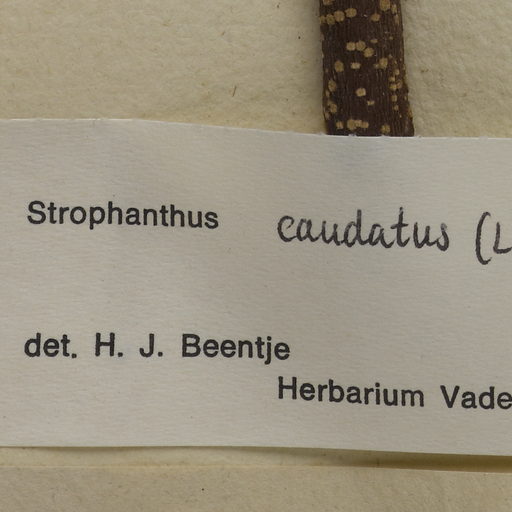 Strophanthus caudatus (L
det. H. J. Beentje
Herbarium Vade